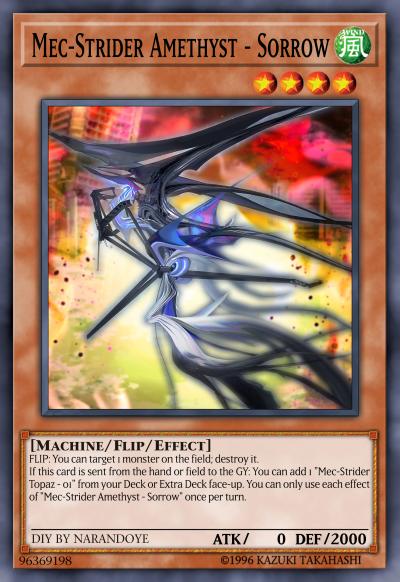 Mec-Strider Amethyst - Sorrow
WIND
風
[Machine/Flip/Effect]
FLIP: You can target 1 monster on the field; destroy it.
If this card is sent from the hand or field to the GY: You can add 1 "Mec-Strider
Topaz - 01" from your Deck or Extra Deck face-up. You can only use each effect
of "Mec-Strider Amethyst - Sorrow" once per turn.
DIY BY NARANDOYE
ATK/ 0 DEF/2000
96369198
©1996 KAZUKI TAKAHASHI